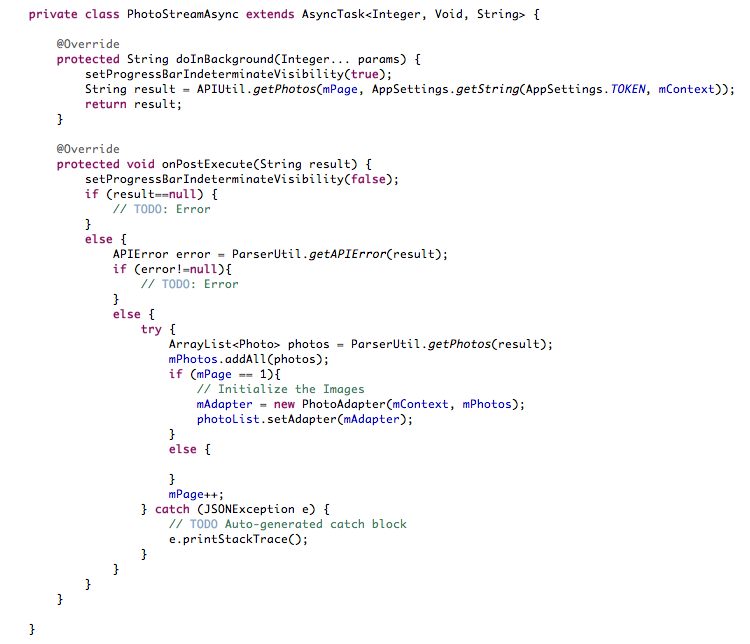 private class PhotoStreamAsync extends AsyncTask<Integer, Void, String> {
@Override
protected String doInBackground(Integer... params) {
setProgressBarIndeterminateVisibility(true);
String result = APIUtil.getPhotos(mPage, AppSettings.getString(AppSettings.TOKEN, mContext));
return result;
}
@Override
protected void onPostExecute(String result) {
setProgressBarIndeterminateVisibility(false);
if (result==null) {
// TODO: Error
}
else {
APIError error = ParserUtil.getAPIError(result);
if (error!=null){
// TODO: Error
}
else {
try {
ArrayList<Photo> photos = ParserUtil.getPhotos(result);
mPhotos.addAll(photos);
if (mPage == 1){
// Initialize the Images
mAdapter = new PhotoAdapter(mContext, mPhotos);
photoList.setAdapter(mAdapter);
}
else {
}
mPage++;
} catch (JSONException e) {
// TODO Auto-generated catch block
e.printStackTrace();
}
}
}
}
}